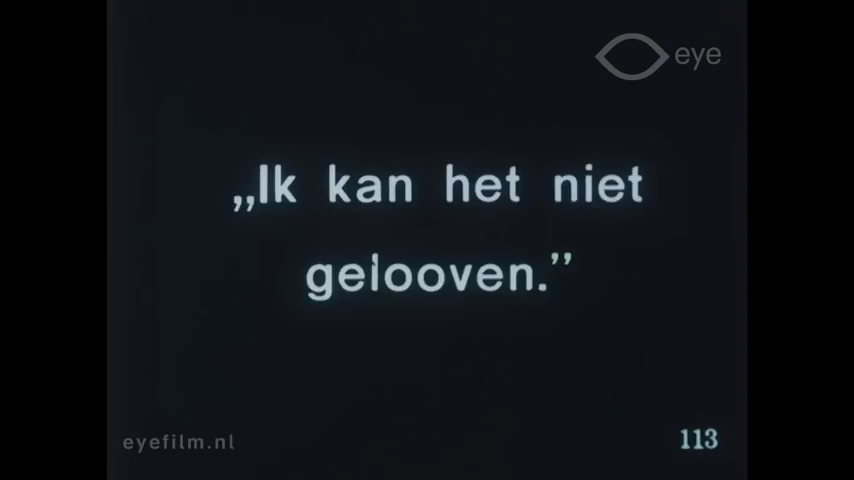 eye
„Ik kan het niet
gelooven.”
eyefilm.nl
113